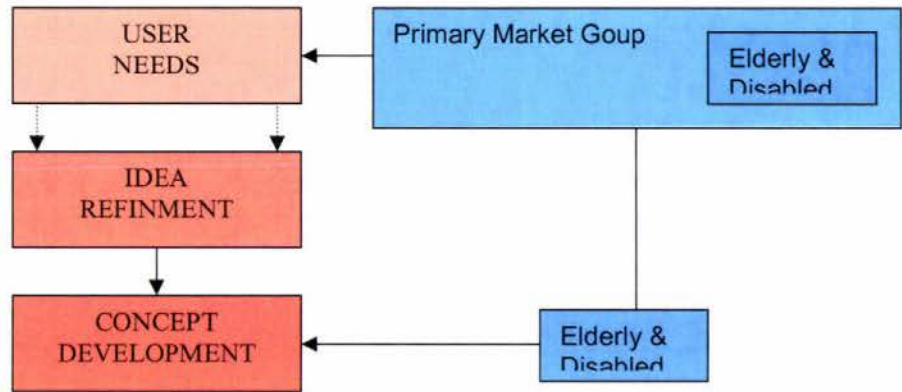 USER
NEEDS
Primary Market Goup
Elderly &
Disabled
IDEA
REFINMENT
CONCEPT
DEVELOPMENT
Elderly &
Disabled